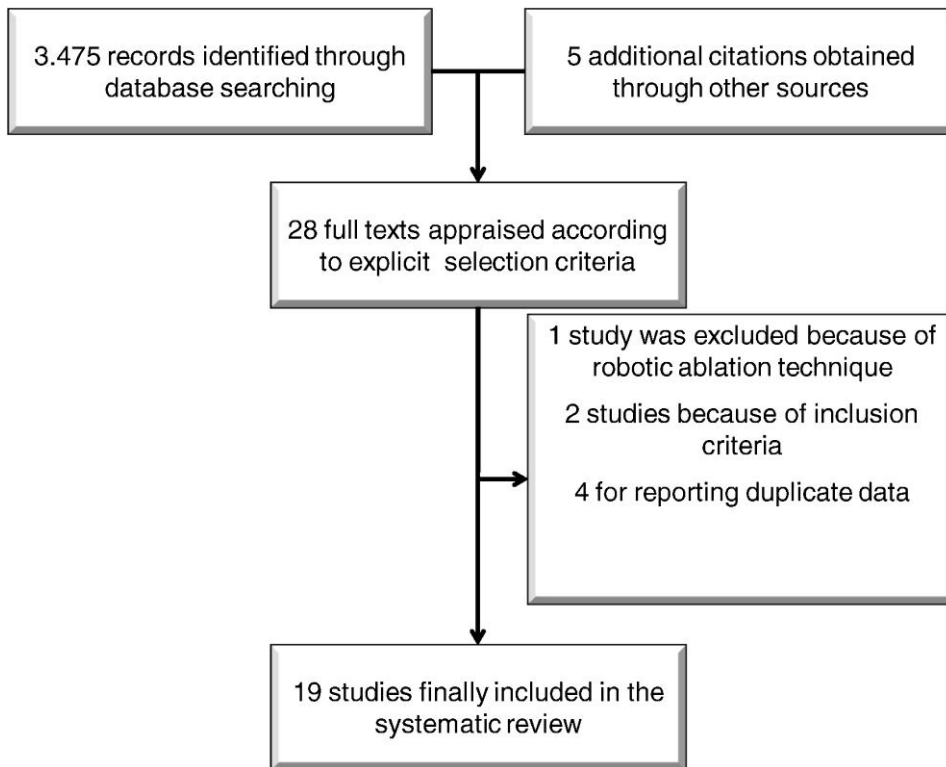 3.475 records identified through
database searching
5 additional citations obtained
through other sources
28 full texts appraised according
to explicit selection criteria
1 study was excluded because of
robotic ablation technique
2 studies because of inclusion
criteria
4 for reporting duplicate data
19 studies finally included in the
systematic review